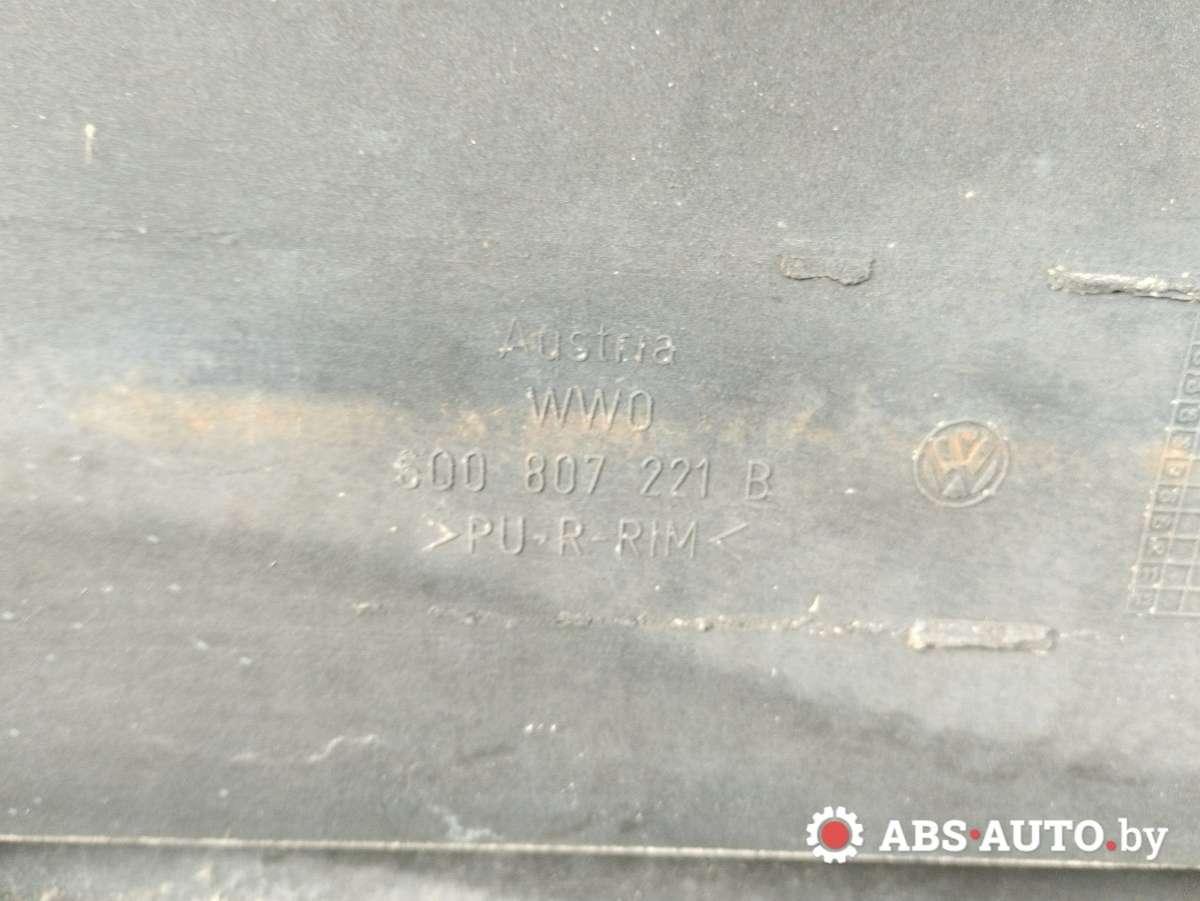 Austria
WWO
6Q0 807 221 B
>PU-R-RIM<
ABS-AUTO.by